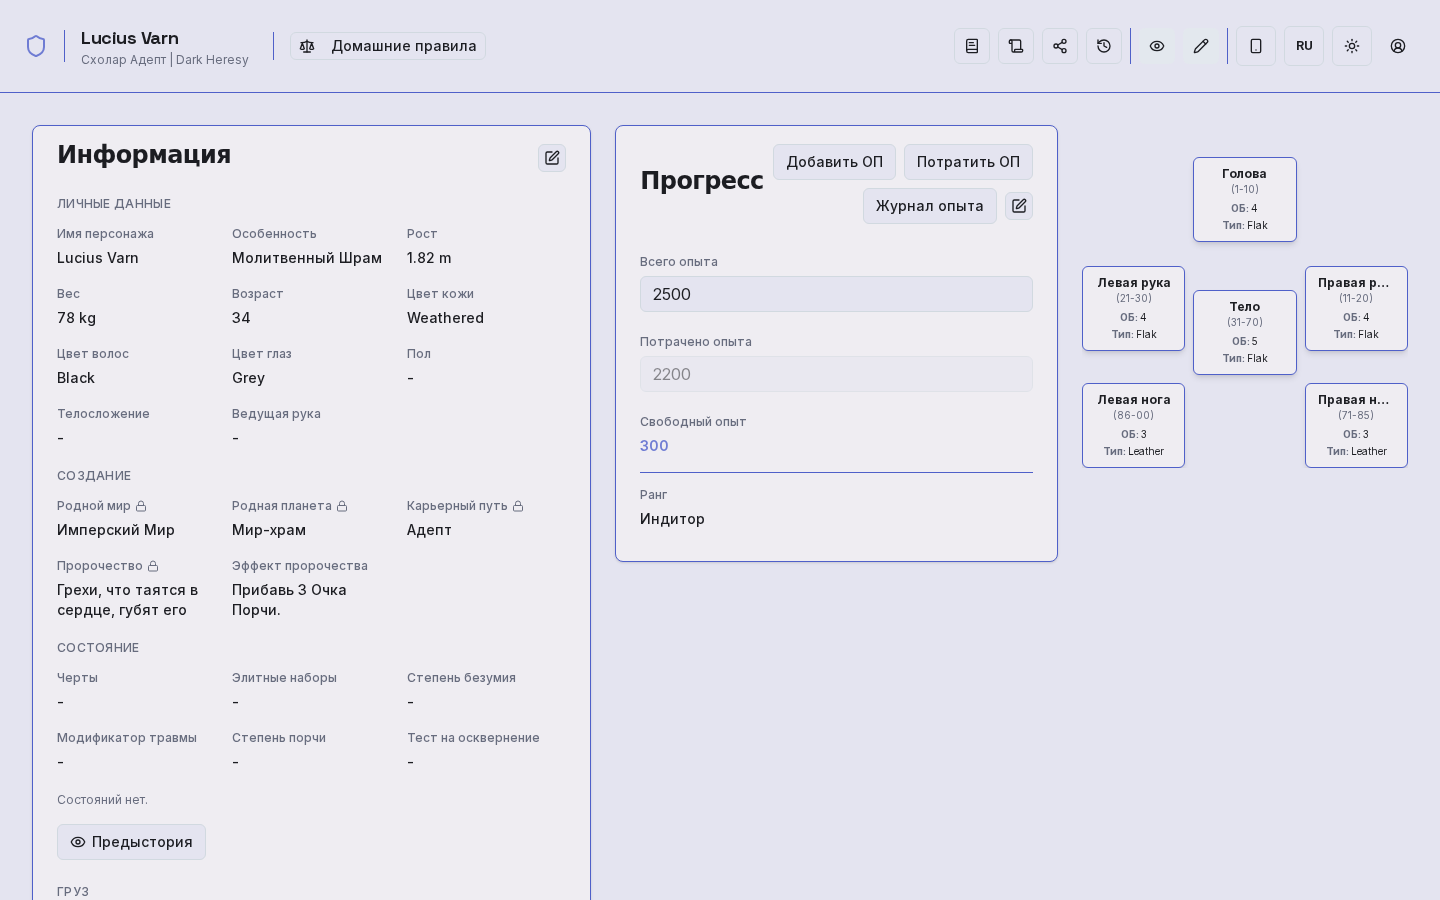 Lucius Varn
Схолар Адепт | Dark Heresy
Домашние правила
RU
Информация
ЛИЧНЫЕ ДАННЫЕ
Имя персонажа
Lucius Varn
Особенность
Молитвенный Шрам
Рост
1.82 m
Вес
78 kg
Возраст
34
Цвет кожи
Weathered
Цвет волос
Black
Цвет глаз
Grey
Пол
-
Телосложение
-
Ведущая рука
-
СОЗДАНИЕ
Родной мир
Имперский Мир
Родная планета
Мир-храм
Карьерный путь
Адепт
Пророчество
Грехи, что таятся в
сердце, губят его
Эффект пророчества
Прибавь 3 Очка
Порчи.
СОСТОЯНИЕ
Черты
-
Элитные наборы
-
Степень безумия
-
Модификатор травмы
-
Степень порчи
-
Тест на осквернение
-
Состояний нет.
Предыстория
ГРУЗ
Прогресс
Добавить ОП
Потратить ОП
Журнал опыта
Всего опыта
2500
Потрачено опыта
2200
Свободный опыт
300
Ранг
Индитор
Голова
(1-10)
ОБ: 4
Тип: Flak
Левая рука
(21-30)
ОБ: 4
Тип: Flak
Тело
(31-70)
ОБ: 5
Тип: Flak
Правая р...
(11-20)
ОБ: 4
Тип: Flak
Левая нога
(86-00)
ОБ: 3
Тип: Leather
Правая н...
(71-85)
ОБ: 3
Тип: Leather